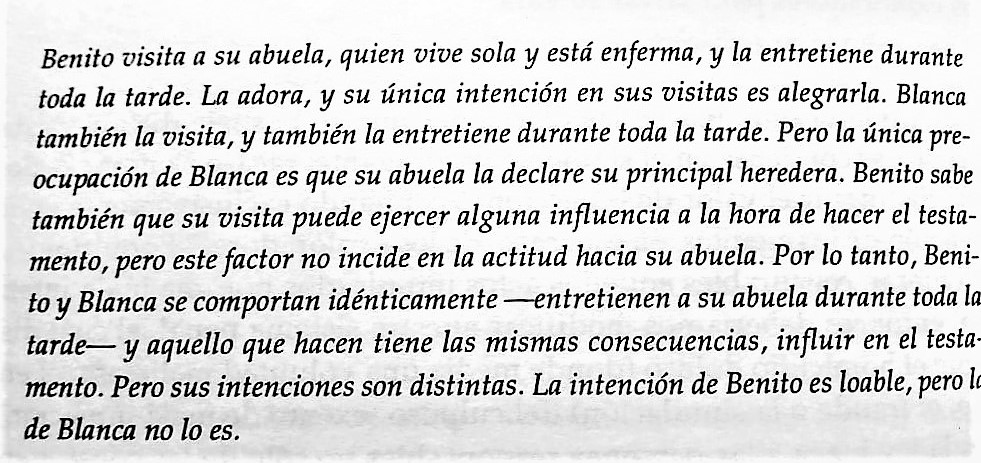 Benito visita a su abuela, quien vive sola y está enferma, y la entretiene durante
toda la tarde. La adora, y su única intención en sus visitas es alegrarla. Blanca
también la visita, y también la entretiene durante toda la tarde. Pero la única pre-
ocupación de Blanca es que su abuela la declare su principal heredera. Benito sabe
también que su visita puede ejercer alguna influencia a la hora de hacer el testa-
mento, pero este factor no incide en la actitud hacia su abuela. Por lo tanto, Beni-
to y Blanca se comportan idénticamente —entretienen a su abuela durante toda la
tarde— y aquello que hacen tiene las mismas consecuencias, influir en el testa-
mento. Pero sus intenciones son distintas. La intención de Benito es loable, pero la
de Blanca no lo es.